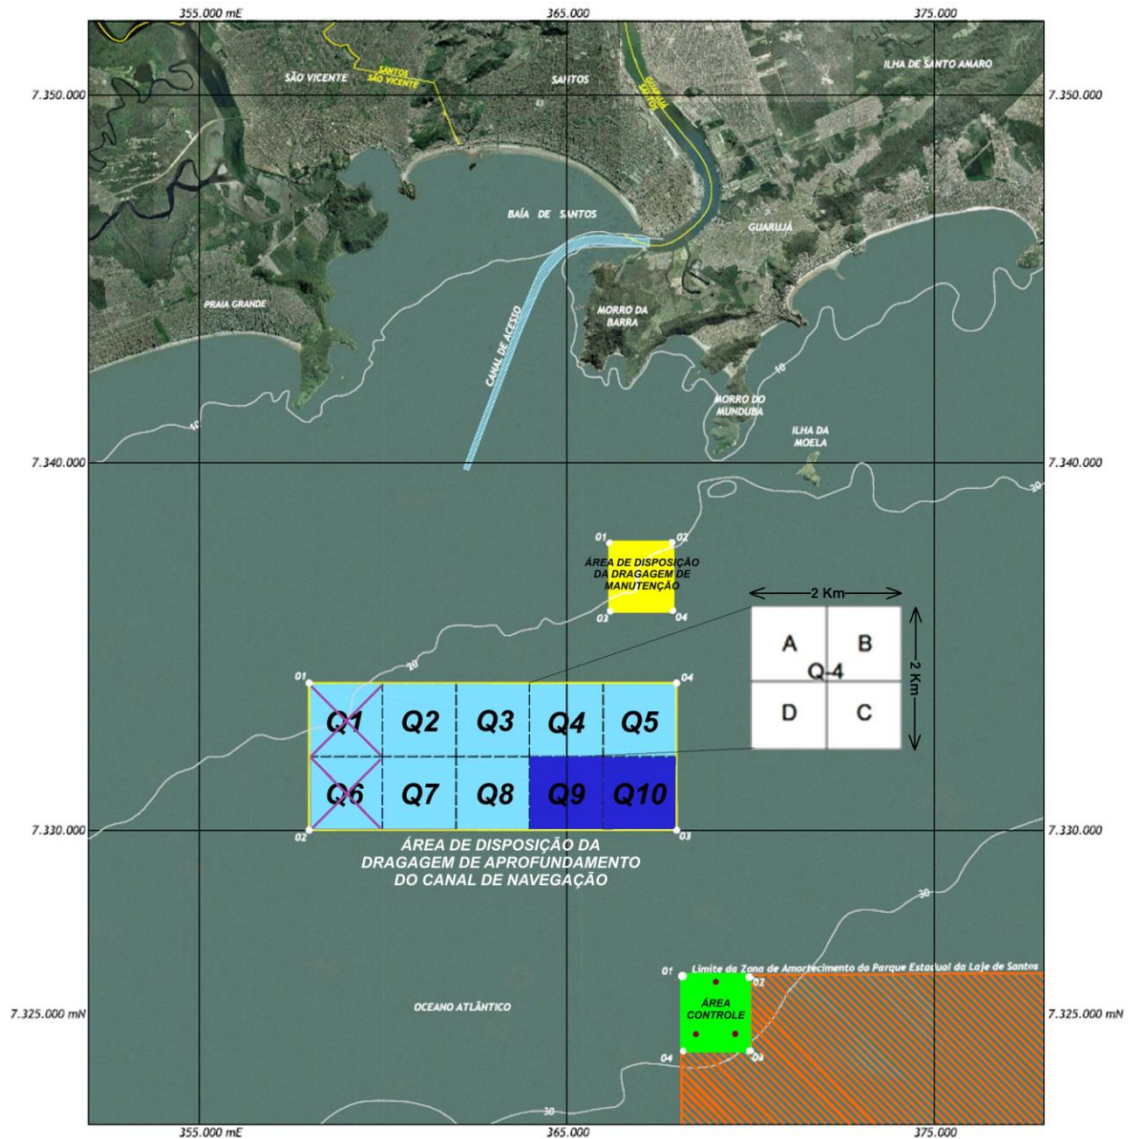 355.000 mE
365.000
375.000
SÃO VICENTE
SANTOS
SÃO VICENTE
SANTOS
GUARUJÁ
SANTOS
ILHA DE SANTO AMARO
7.350.000
7.350.000
BAÍA DE SANTOS
GUARUJÁ
PRAIA GRANDE
MORRO DA
BARRA
CANAL DE ACESSO
10
10
MORRO DO
MUNDUBA
ILHA DA
MOELA
7.340.000
7.340.000
20
01
02
ÁREA DE DISPOSIÇÃO
DA DRAGAGEM DE
MANUTENÇÃO
03
04
2 Km
A
B
Q-4
D
C
2 Km
20
01
04
Q1
Q2
Q3
Q4
Q5
Q6
Q7
Q8
Q9
Q10
02
03
7.330.000
7.330.000
ÁREA DE DISPOSIÇÃO DA
DRAGAGEM DE APROFUNDAMENTO
DO CANAL DE NAVEGAÇÃO
30
01
Limite da Zona de Amortecimento do Parque Estadual da Laje de Santos
02
ÁREA
CONTROLE
OCEANO ATLÂNTICO
7.325.000 mN
7.325.000 mN
04
03
30
355.000 mE
365.000
375.000